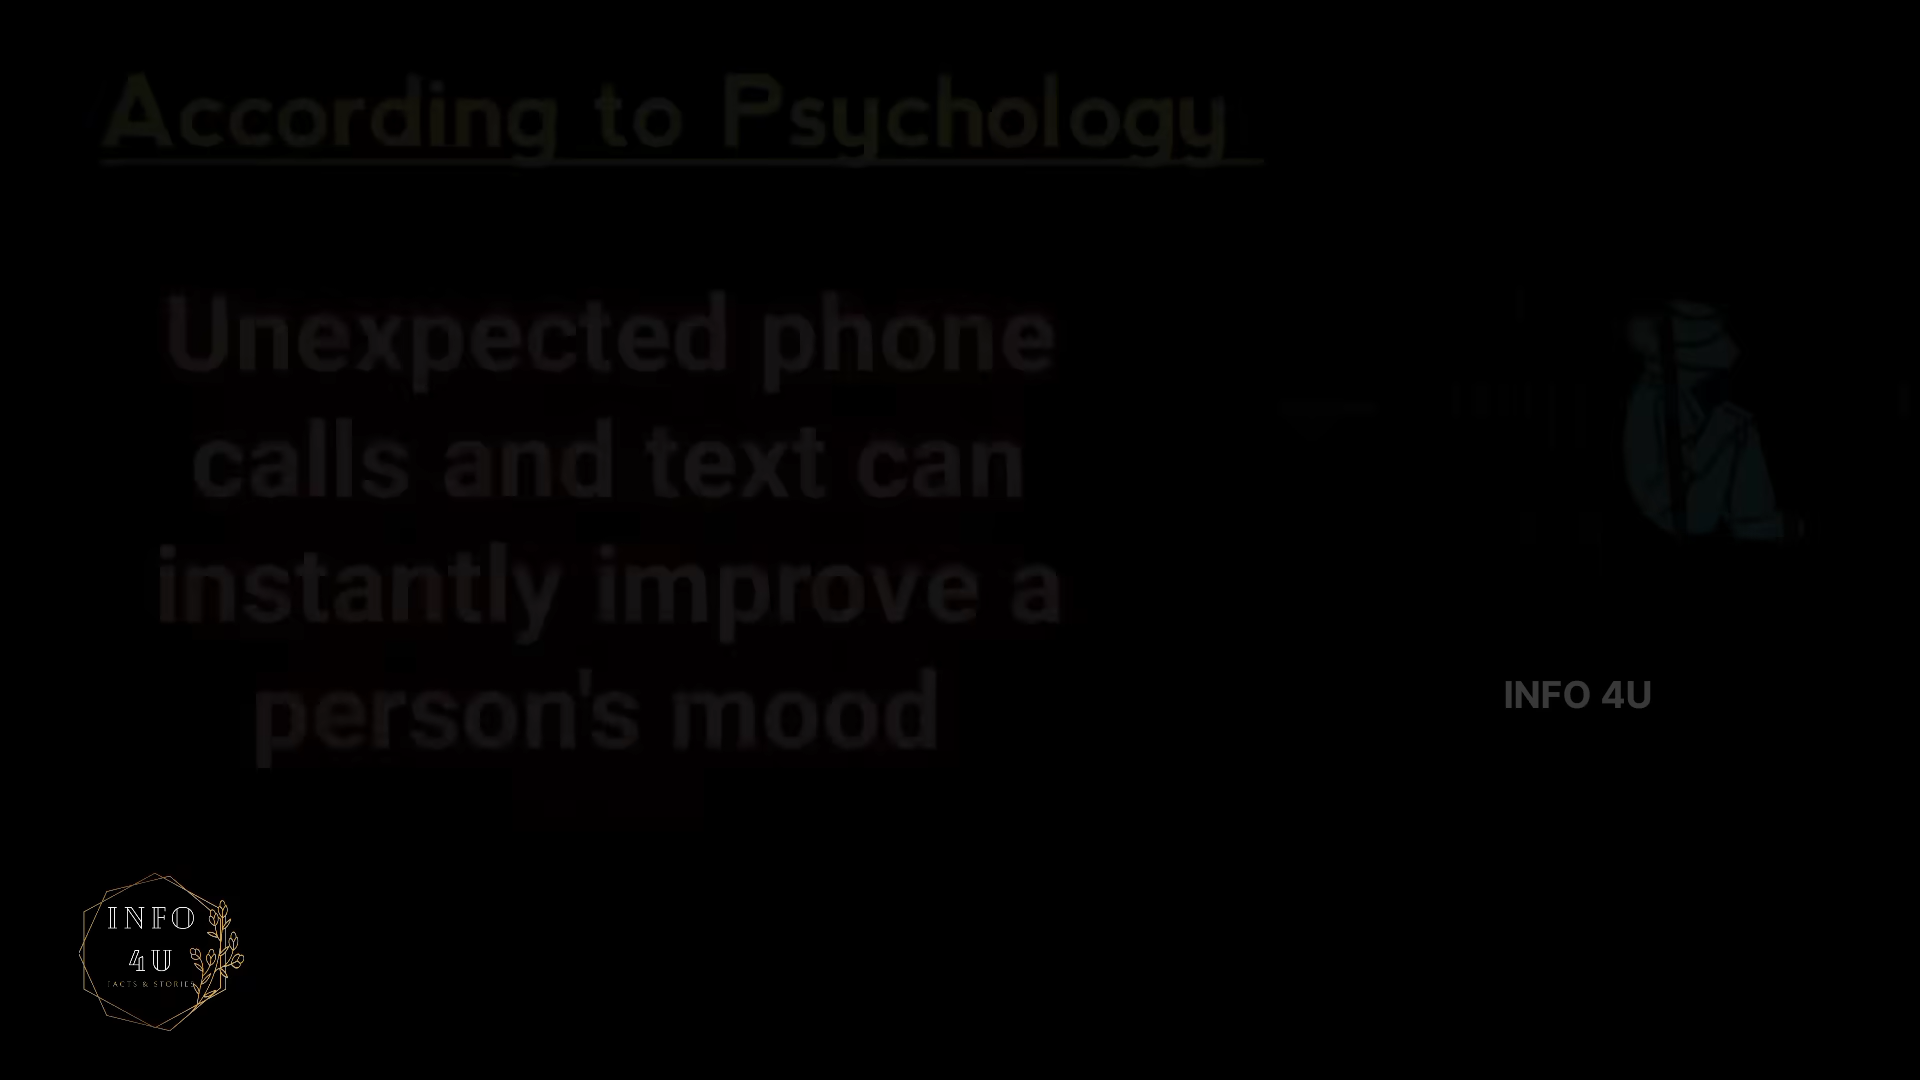 According to Psychology
Unexpected phone
calls and text can
instantly improve a
person's mood
INFO 4U
INFO
4U
FACTS & STORIES